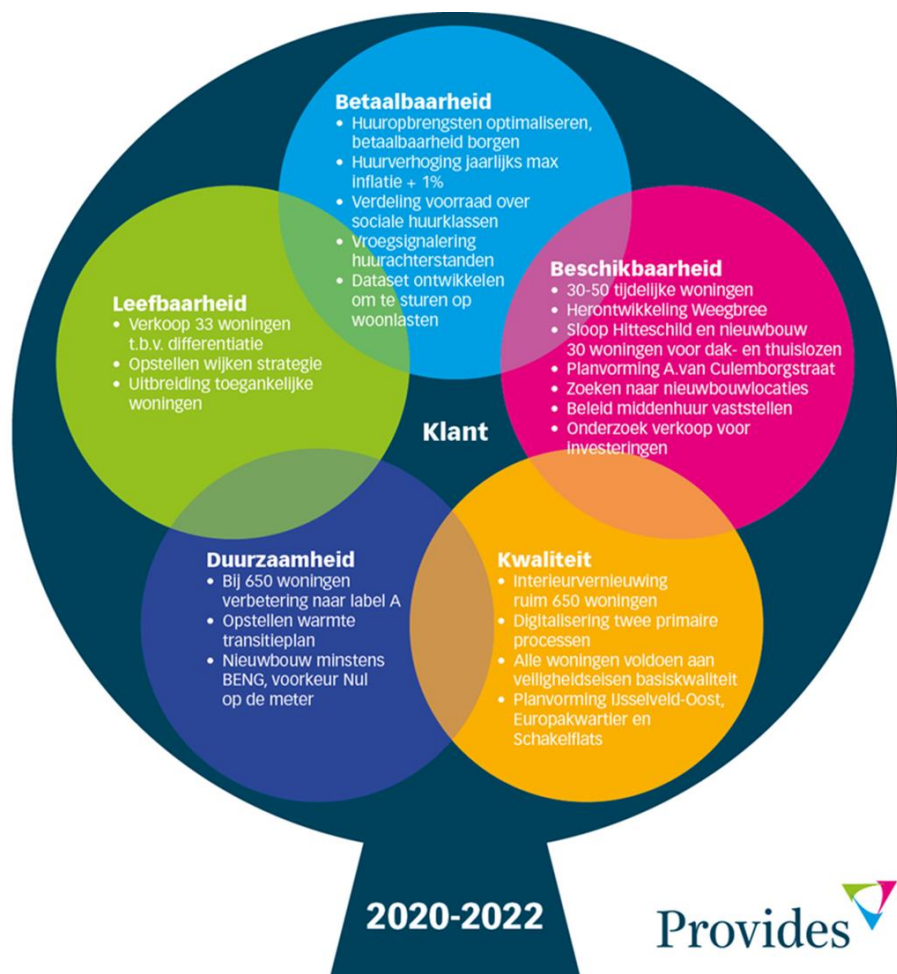 Betaalbaarheid
• Huuropbrengsten optimaliseren,
betaalbaarheid borgen
• Huurverhoging jaarlijks max
inflatie + 1%
• Verdeling voorraad over
sociale huurklassen
• Vroegsignalering
huurachterstanden
• Dataset ontwikkelen
om te sturen op
woonlasten
Leefbaarheid
• Verkoop 33 woningen
t.b.v. differentiatie
• Opstellen wijken strategie
• Uitbreiding toegankelijke
woningen
Beschikbaarheid
• 30-50 tijdelijke woningen
• Herontwikkeling Weegbree
• Sloop Hitteschild en nieuwbouw
30 woningen voor dak- en thuislozen
• Planvorming A.van Culemborgstraat
• Zoeken naar nieuwbouwlocaties
• Beleid middenhuur vaststellen
• Onderzoek verkoop voor
investeringen
Klant
Duurzaamheid
• Bij 650 woningen
verbetering naar label A
• Opstellen warmte
transitieplan
• Nieuwbouw minstens
BENG, voorkeur Nul
op de meter
Kwaliteit
• Interieurvernieuwing
ruim 650 woningen
• Digitalisering twee primaire
processen
• Alle woningen voldoen aan
veiligheidseisen basiskwaliteit
• Planvorming IJsselveld-Oost,
Europakwartier en
Schakelflats
2020-2022
Provides